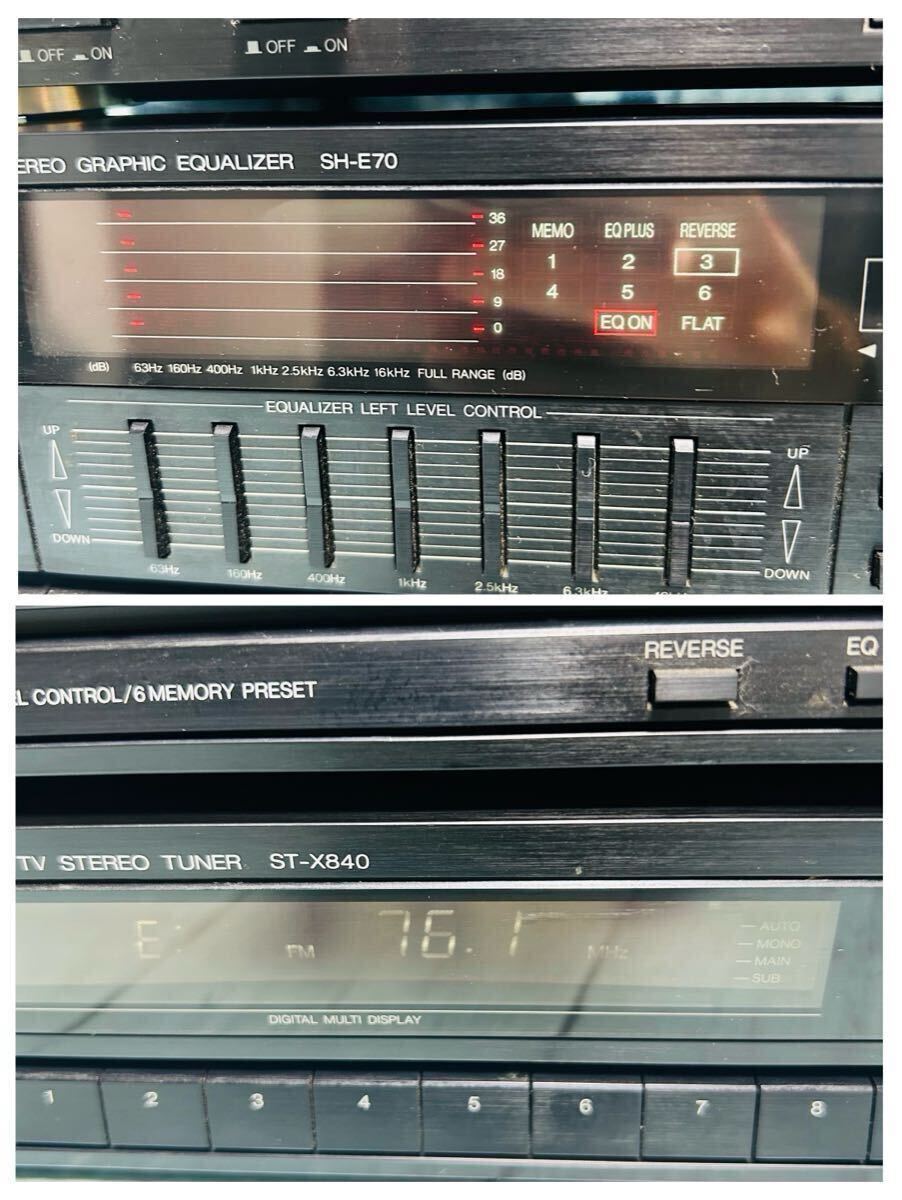 OFF ON OFF ON
EREO GRAPHIC EQUALIZER SH-E70
36
27
18
9
0
MEMO EQ PLUS REVERSE
1 2 3
4 5 6
EQ ON FLAT
(dB) 63Hz 160Hz 400Hz 1kHz 2.5kHz 6.3kHz 16kHz FULL RANGE (dB)
EQUALIZER LEFT LEVEL CONTROL
UP UP
DOWN DOWN
63Hz 160Hz 400Hz 1kHz 2.5kHz 6.3kHz
REVERSE EQ
EL CONTROL/6 MEMORY PRESET
TV STEREO TUNER ST-X840
E: FM 76.1 MHz
AUTO
MONO
MAIN
SUB
DIGITAL MULTI DISPLAY
1 2 3 4 5 6 7 8